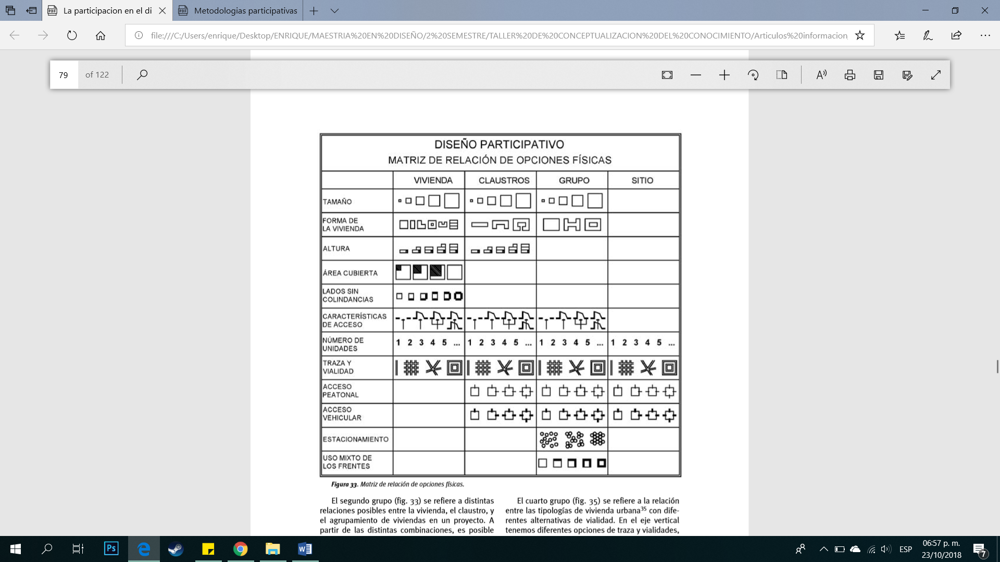 La participacion en el di
Metodologias participativas
file:///C:/Users/enrique/Desktop/ENRIQUE/MAESTRIA%20EN%20DISEÑO/2%20SEMESTRE/TALLER%20DE%20CONCEPTUALIZACION%20DEL%20CONOCIMIENTO/Articulos%20informacion
79 of 122
DISEÑO PARTICIPATIVO
MATRIZ DE RELACIÓN DE OPCIONES FÍSICAS
VIVIENDA CLAUSTROS GRUPO SITIO
TAMAÑO
FORMA DE
LA VIVIENDA
ALTURA
ÁREA CUBIERTA
LADOS SIN
COLINDANCIAS
CARACTERÍSTICAS
DE ACCESO
NÚMERO DE
UNIDADES
1 2 3 4 5 ... 1 2 3 4 5 ... 1 2 3 4 5 ... 1 2 3 4 5 ...
TRAZA Y
VIALIDAD
ACCESO
PEATONAL
ACCESO
VEHICULAR
ESTACIONAMIENTO
USO MIXTO DE
LOS FRENTES
Figura 33. Matriz de relación de opciones físicas.
El segundo grupo (fig. 33) se refiere a distintas
relaciones posibles entre la vivienda, el claustro, y
el agrupamiento de viviendas en un proyecto. A
partir de las distintas combinaciones, es posible
El cuarto grupo (fig. 35) se refiere a la relación
entre las tipologías de vivienda urbana35 con dife-
rentes alternativas de vialidad. En el eje vertical
tenemos diferentes opciones de traza y vialidades,
Ps
ESP
06:57 p. m.
23/10/2018
7